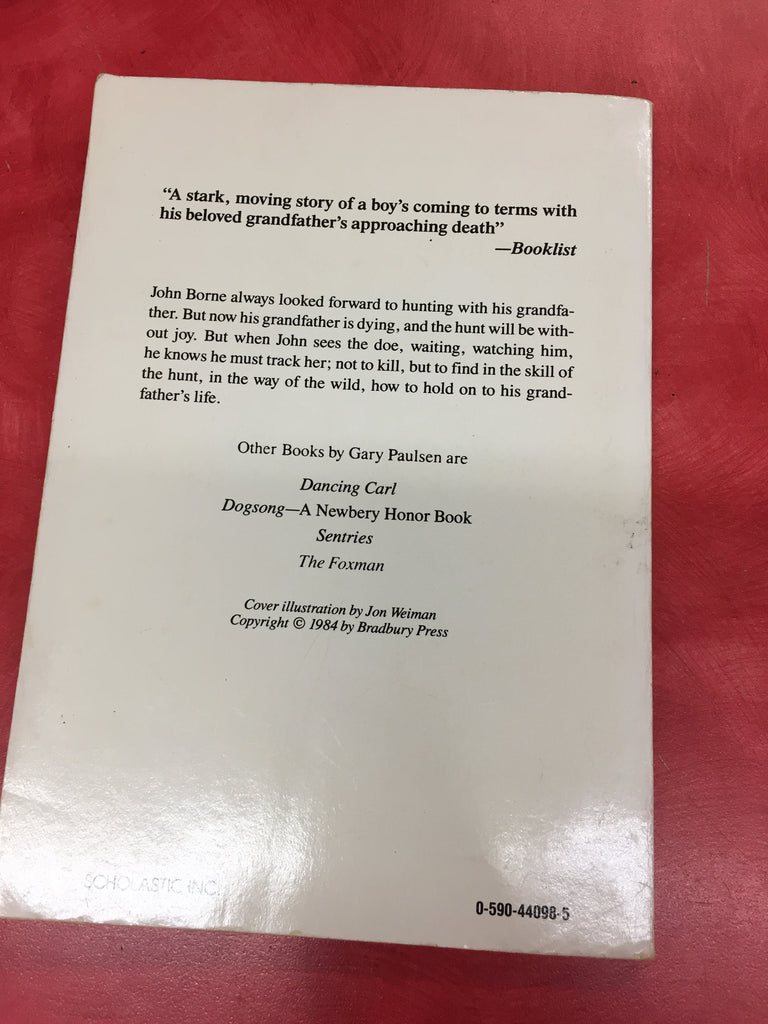 “A stark, moving story of a boy’s coming to terms with
his beloved grandfather’s approaching death”
—Booklist
John Borne always looked forward to hunting with his grandfa-
ther. But now his grandfather is dying, and the hunt will be with-
out joy. But when John sees the doe, waiting, watching him,
he knows he must track her; not to kill, but to find in the skill of
the hunt, in the way of the wild, how to hold on to his grand-
father’s life.
Other Books by Gary Paulsen are
Dancing Carl
Dogsong—A Newbery Honor Book
Sentries
The Foxman
Cover illustration by Jon Weiman
Copyright © 1984 by Bradbury Press
SCHOLASTIC INC.
0-590-44098-5